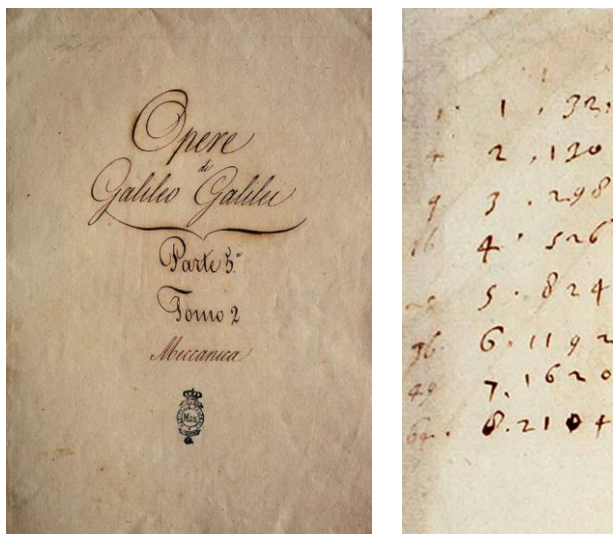 Opere
di
Galileo Galilei
Parte 5.ª
Tomo 2
Meccanica
1. 1 . 32.
4 2 , 130
9 3 . 298
16 4 . 526
5 . 824
36. 6. 1192
49 7. 1620
64. 8. 2104